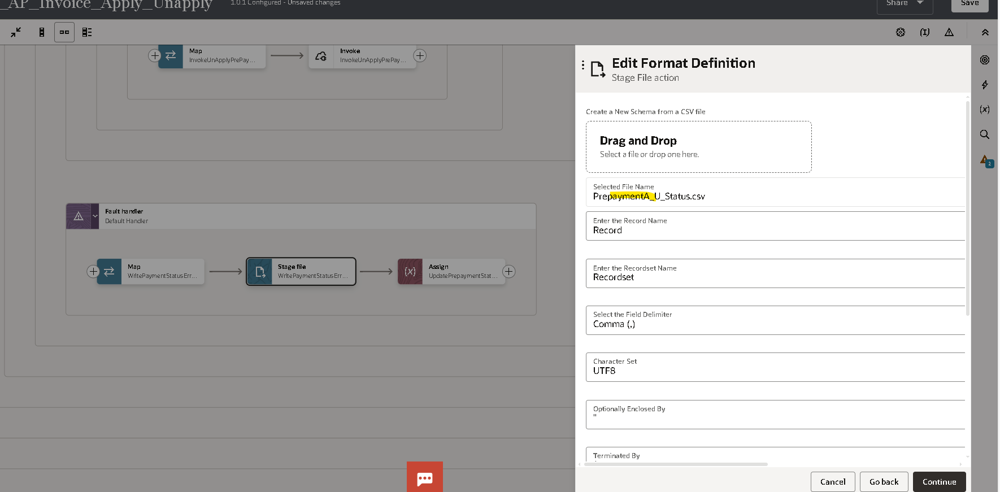 _AP_Invoice_Apply_Unapply
1.0.1 Configured - Unsaved changes
Share
Save
Map
InvokeUnApplyPrePay...
Invoke
InvokeUnApplyPrePay...
Fault handler
Default Handler
Map
WritePaymentStatusErr...
Stage file
WritePaymentStatusErr...
Assign
UpdatePrepaymentStat...
Edit Format Definition
Stage File action
Create a New Schema from a CSV file
Drag and Drop
Select a file or drop one here.
Selected File Name
PrepaymentA_U_Status.csv
Enter the Record Name
Record
Enter the Recordset Name
Recordset
Select the Field Delimiter
Comma (,)
Character Set
UTF8
Optionally Enclosed By
"
Terminated By
Cancel
Go back
Continue
2